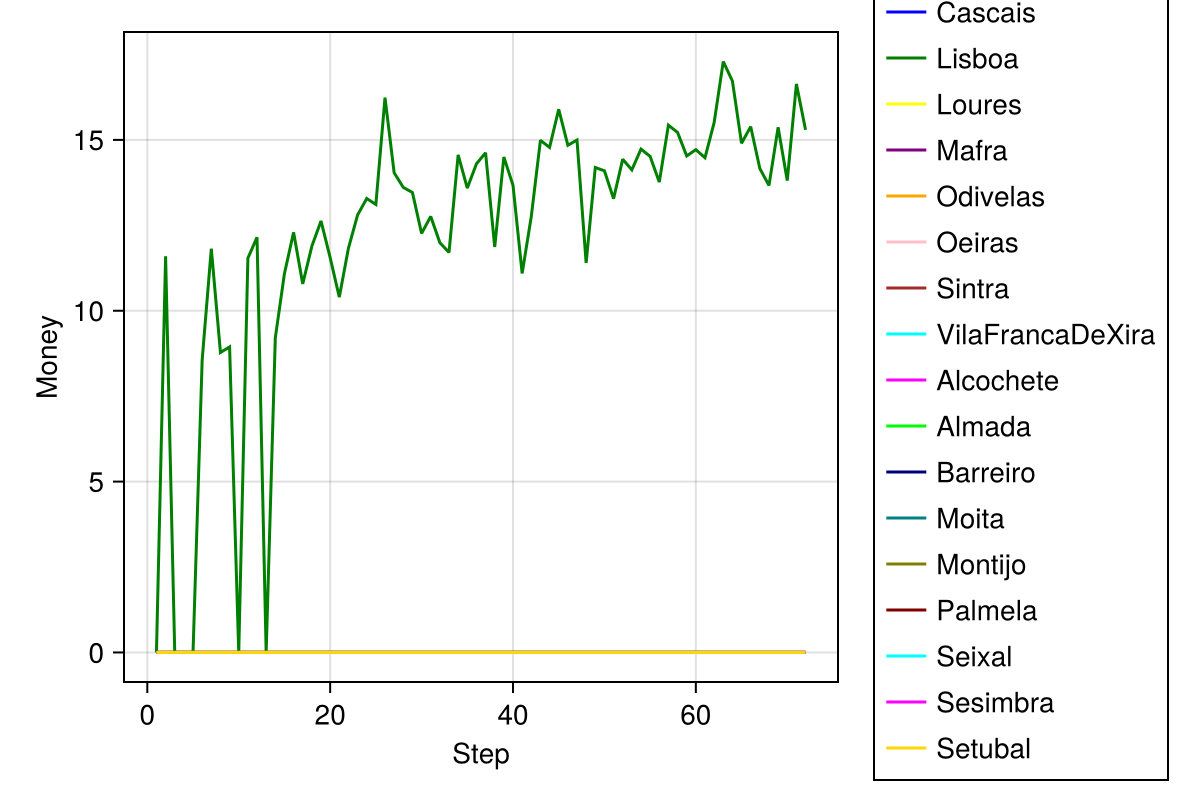 15
10
5
0
Money
0
20
40
60
Step
Cascais
Lisboa
Loures
Mafra
Odivelas
Oeiras
Sintra
VilaFrancaDeXira
Alcochete
Almada
Barreiro
Moita
Montijo
Palmela
Seixal
Sesimbra
Setubal